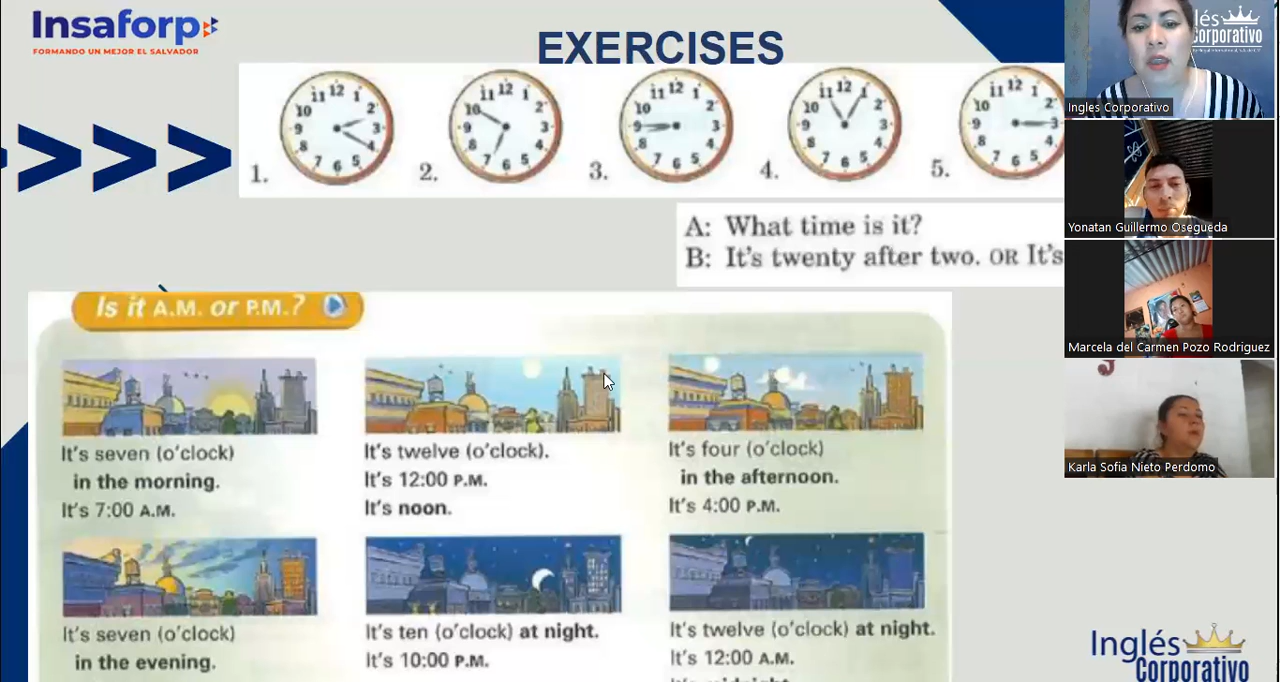 Insaforp
FORMANDO UN MEJOR EL SALVADOR
EXERCISES
1.
2.
3.
4.
5.
A: What time is it?
B: It's twenty after two. OR It's
Is it A.M. or P.M.?
It's seven (o'clock)
in the morning.
It's 7:00 A.M.
It's twelve (o'clock).
It's 12:00 P.M.
It's noon.
It's four (o'clock)
in the afternoon.
It's 4:00 P.M.
It's seven (o'clock)
in the evening.
It's ten (o'clock) at night.
It's 10:00 P.M.
It's twelve (o'clock) at night.
It's 12:00 A.M.
It's midnight
Inglés
Corporativo
lés
Corporativo
Ingles Corporativo
Yonatan Guillermo Osegueda
Marcela del Carmen Pozo Rodriguez
Karla Sofia Nieto Perdomo